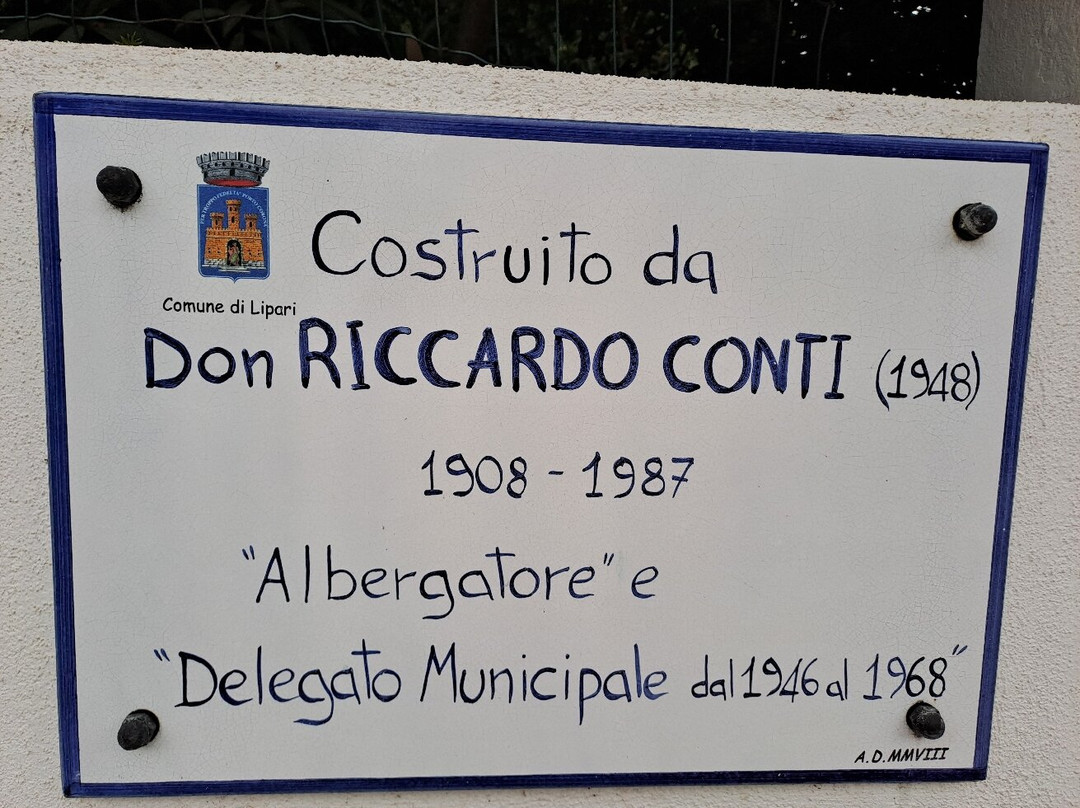 Costruito da
Comune di Lipari
Don RICCARDO CONTI (1948)
1908 - 1987
"Albergatore" e
"Delegato Municipale dal 1946 al 1968"
A.D. MMVIII